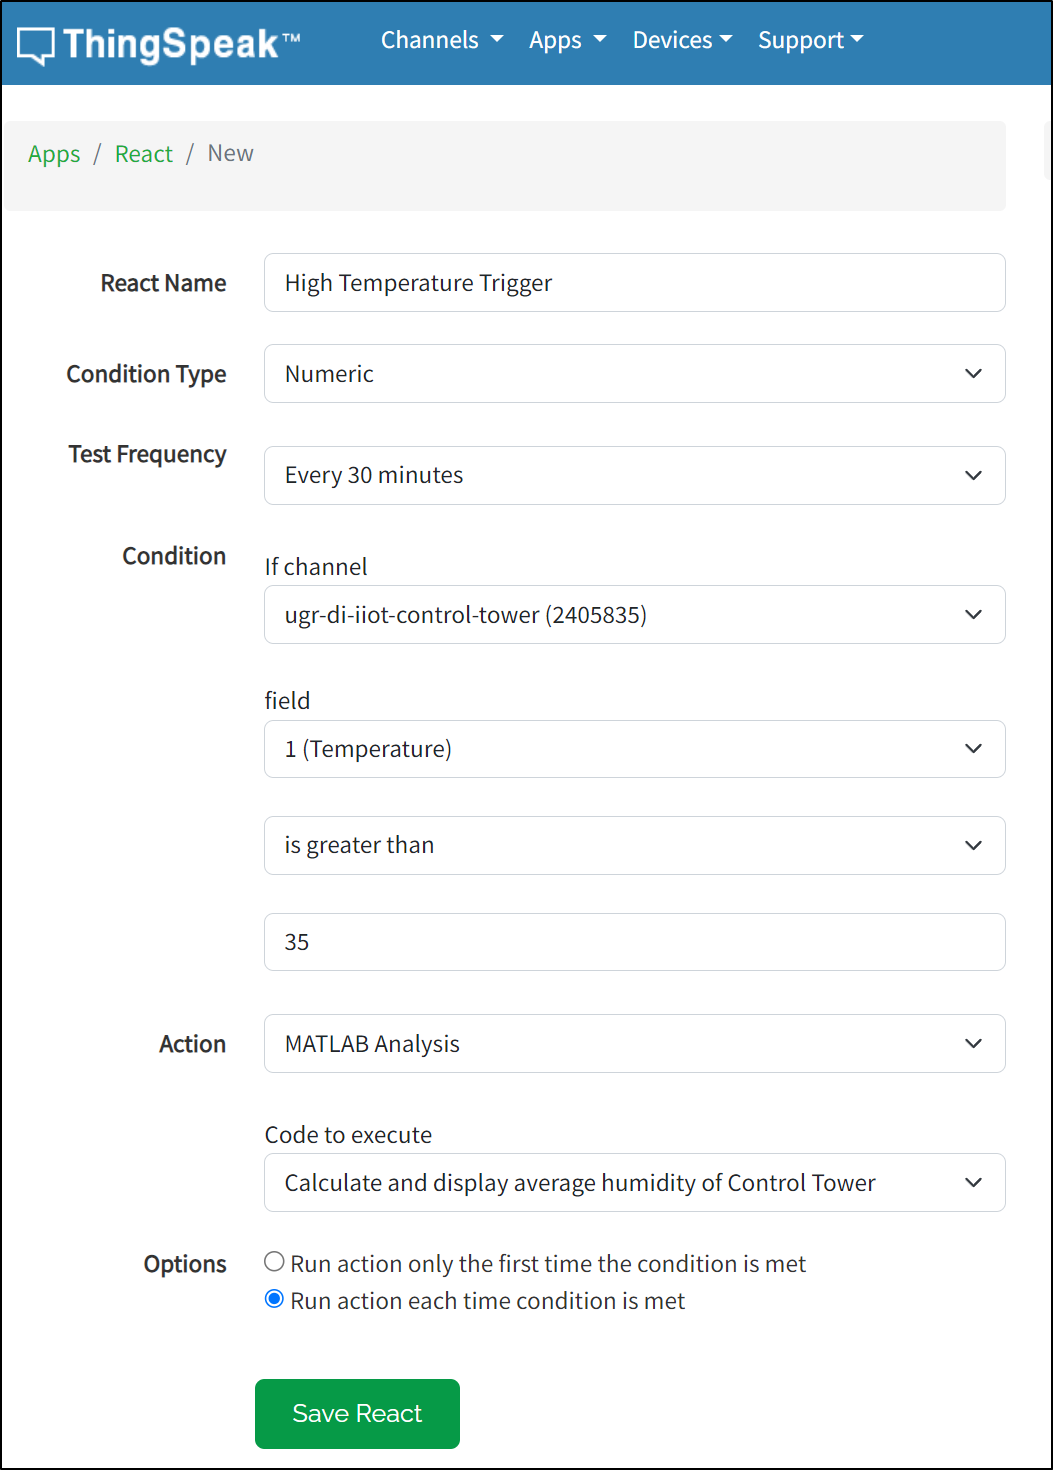 ThingSpeak™ Channels Apps Devices Support
Apps / React / New
React Name High Temperature Trigger
Condition Type Numeric
Test Frequency Every 30 minutes
Condition If channel
ugr-di-iiot-control-tower (2405835)
field
1 (Temperature)
is greater than
35
Action MATLAB Analysis
Code to execute
Calculate and display average humidity of Control Tower
Options Run action only the first time the condition is met
Run action each time condition is met
Save React